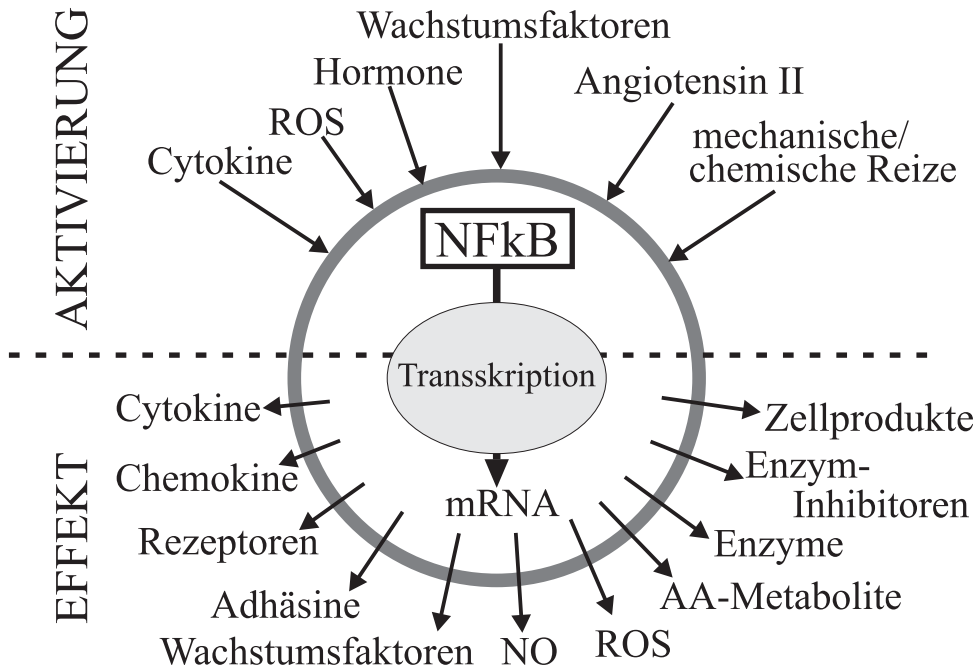 AKTIVIERUNG
Wachstumsfaktoren
Hormone
Angiotensin II
ROS
mechanische/
chemische Reize
Cytokine
NFkB
Transskription
EFFEKT
Cytokine
Zellprodukte
Chemokine
Enzym-
Inhibitoren
mRNA
Rezeptoren
Enzyme
Adhäsine
AA-Metabolite
Wachstumsfaktoren
NO
ROS